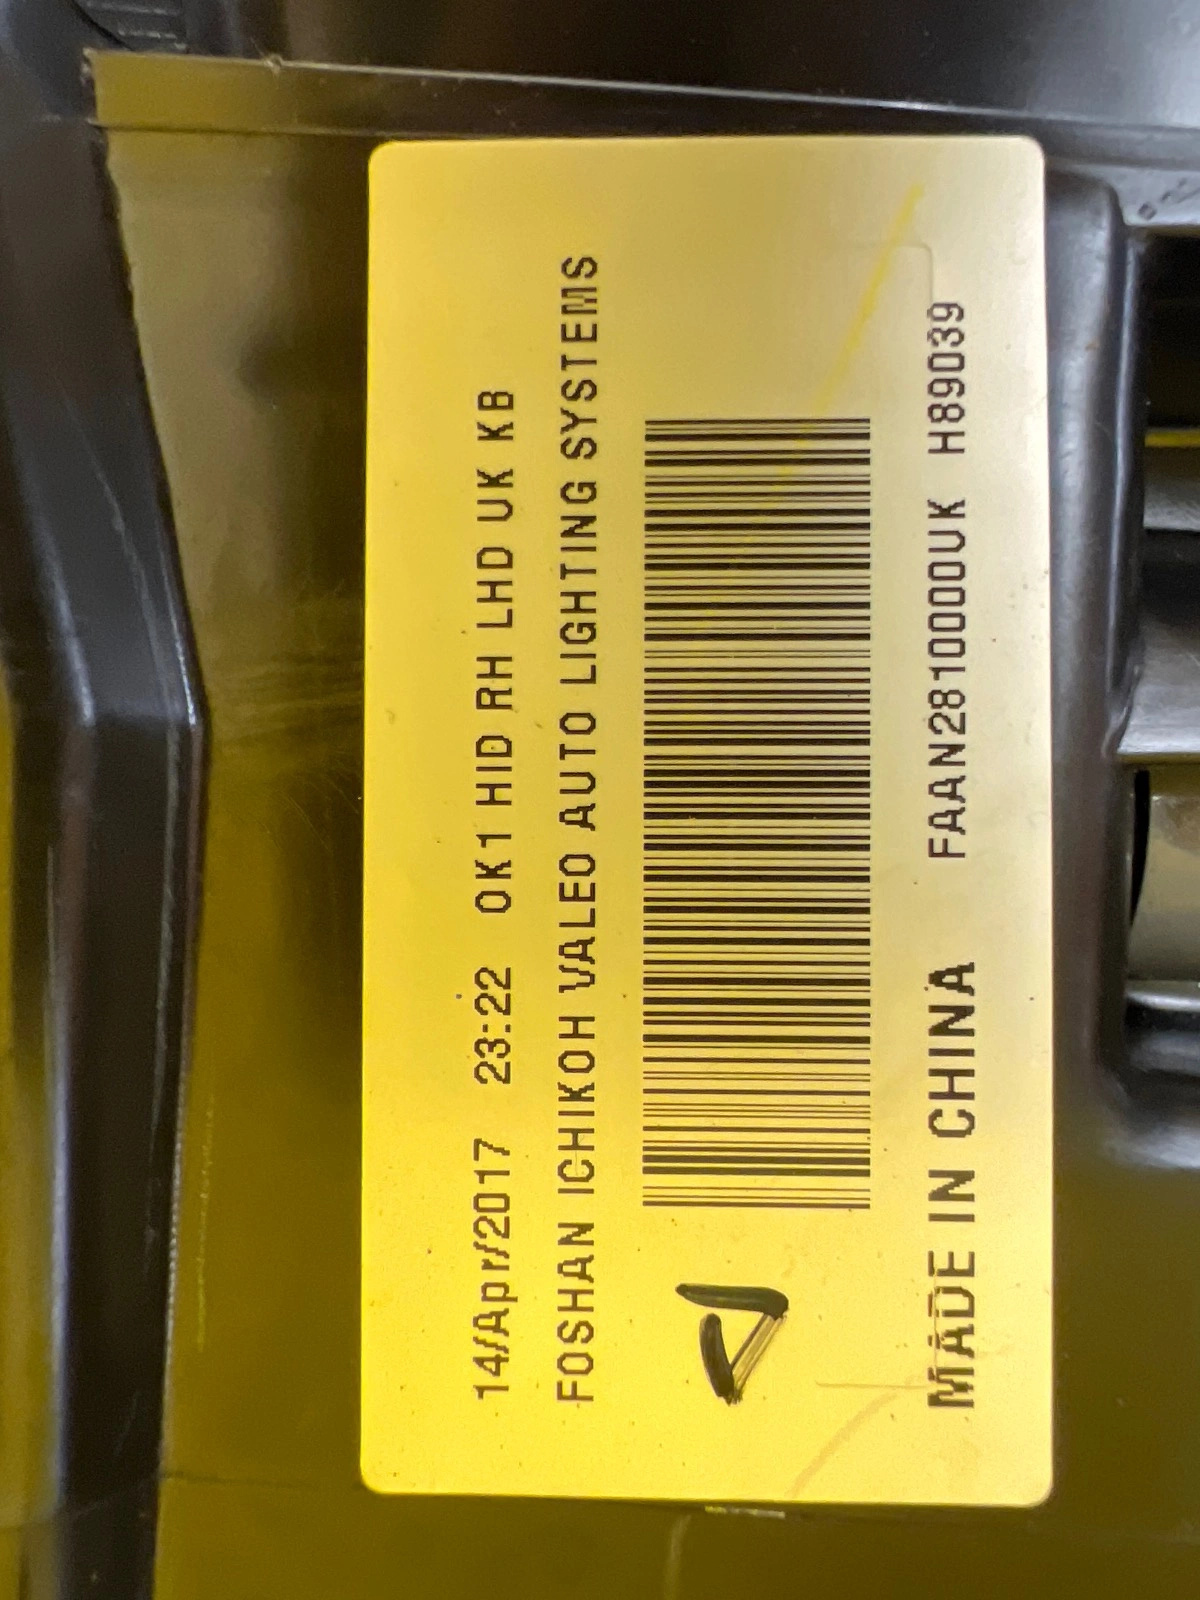 14/Apr/2017 23:22 OK1 HID RH LHD UK KB
FOSHAN ICHIKOH VALEO AUTO LIGHTING SYSTEMS
MADE IN CHINA FAAN2810000UK H89039